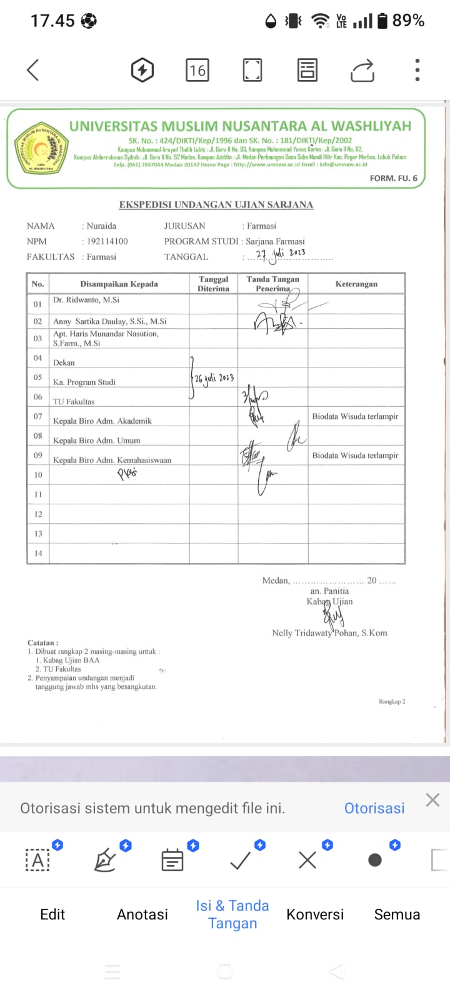 17.45
Vo
LTE
89%
16
UNIVERSITAS MUSLIM NUSANTARA AL WASHLIYAH
SK. No. : 424/DIKTI/Kep/1996 dan SK. No. : 181/DIKTI/Kep/2002
Kampus Muhammad Arsyad Thalib Lubis : Jl. Garu II No. 93, Kampus Muhammad Yunus Karim : Jl. Garu II No. 02,
Kampus Abdurrahman Syihab : Jl. Garu II No. 52 Medan, Kampus Aziddin : Jl. Medan Perbaungan Desa Suka Mandi Hilir Kec. Pagar Merbau, Lubuk Pakam
Telp. (061) 7867044 Medan 20147 Home Page : http://www.umnaw.ac.id Email : info@umnaw.ac.id
UNIVERSITAS MUSLIM NUSANTARA AL WASHLIYAH
UMN
AL WASHLIYAH
FORM. FU. 6
EKSPEDISI UNDANGAN UJIAN SARJANA
NAMA : Nuraida JURUSAN : Farmasi
NPM : 192114100 PROGRAM STUDI : Sarjana Farmasi
FAKULTAS : Farmasi TANGGAL : 27 Juli 2023
No. Disampaikan Kepada Tanggal Diterima Tanda Tangan Penerima Keterangan
01 Dr. Ridwanto, M.Si
02 Anny Sartika Daulay, S.Si., M.Si
03 Apt. Haris Munandar Nasution, S.Farm., M.Si
04 Dekan
05 Ka. Program Studi 26 Juli 2023
06 TU Fakultas
07 Kepala Biro Adm. Akademik Biodata Wisuda terlampir
08 Kepala Biro Adm. Umum
09 Kepala Biro Adm. Kemahasiswaan Biodata Wisuda terlampir
10
11
12
13
14
Medan, ........................ 20 ......
an. Panitia
Kabag Ujian
Nelly Tridawaty Pohan, S.Kom
Catatan :
1. Dibuat rangkap 2 masing-masing untuk :
1. Kabag Ujian BAA
2. TU Fakultas
2. Penyampaian undangan menjadi
tanggung jawab mhs yang besangkutan.
Rangkap 2
Otorisasi sistem untuk mengedit file ini.
Otorisasi
A
Edit
Anotasi
Isi & Tanda
Tangan
Konversi
Semua